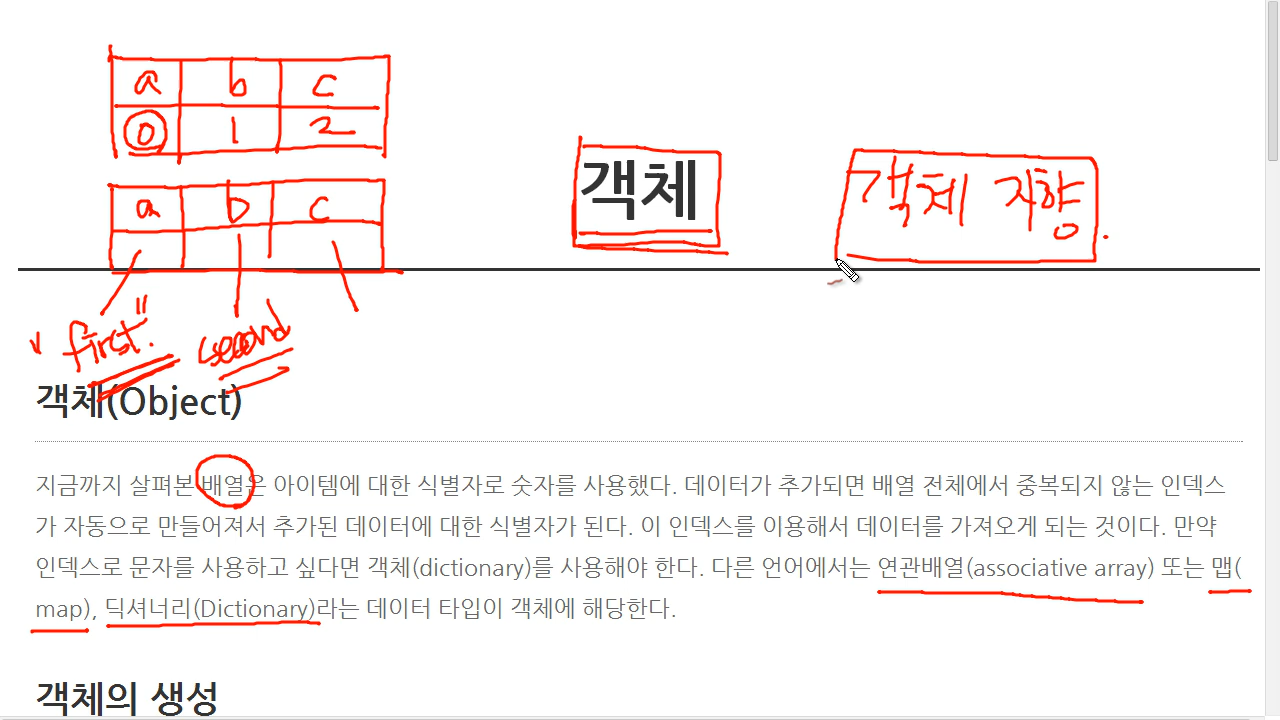 a b c
0 1 2
a b c
객체
객체 지향.
"first."
second
객체(Object)
지금까지 살펴본 배열은 아이템에 대한 식별자로 숫자를 사용했다. 데이터가 추가되면 배열 전체에서 중복되지 않는 인덱스
가 자동으로 만들어져서 추가된 데이터에 대한 식별자가 된다. 이 인덱스를 이용해서 데이터를 가져오게 되는 것이다. 만약
인덱스로 문자를 사용하고 싶다면 객체(dictionary)를 사용해야 한다. 다른 언어에서는 연관배열(associative array) 또는 맵(
map), 딕셔너리(Dictionary)라는 데이터 타입이 객체에 해당한다.
객체의 생성